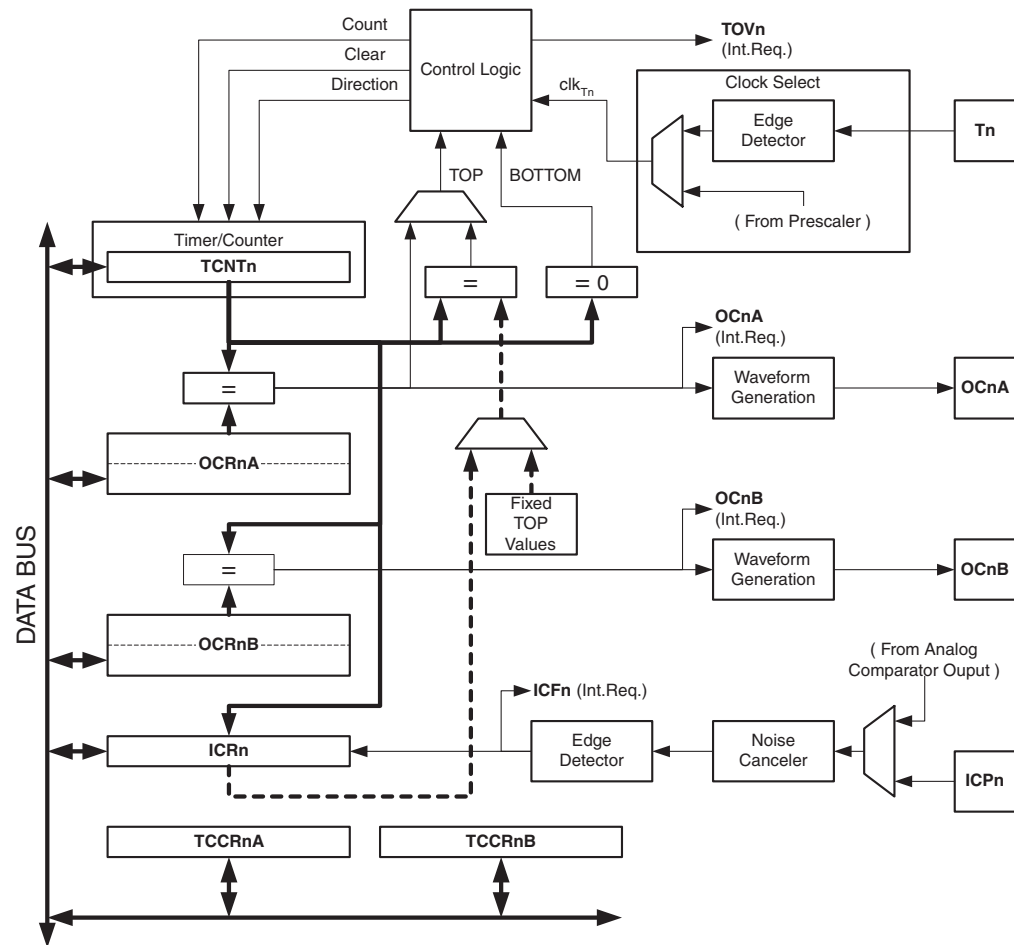 Count
Clear
Direction
Control Logic
TOVn
(Int.Req.)
clkTn
Clock Select
Edge
Detector
Tn
( From Prescaler )
TOP
BOTTOM
Timer/Counter
TCNTn
=
= 0
OCnA
(Int.Req.)
=
Waveform
Generation
OCnA
OCRnA
Fixed
TOP
Values
OCnB
(Int.Req.)
=
Waveform
Generation
OCnB
DATA BUS
OCRnB
( From Analog
Comparator Ouput )
ICFn (Int.Req.)
ICRn
Edge
Detector
Noise
Canceler
ICPn
TCCRnA
TCCRnB